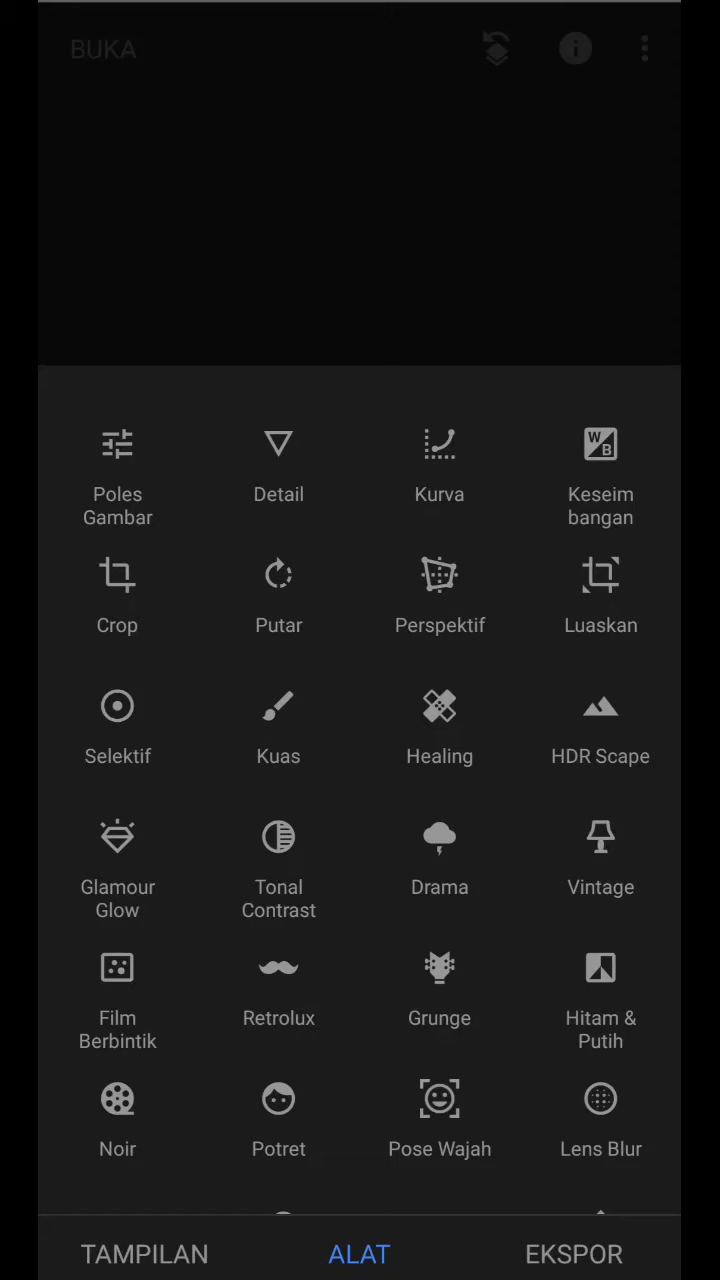 BUKA
Poles Gambar
Detail
Kurva
WB
Keseim bangan
Crop
Putar
Perspektif
Luaskan
Selektif
Kuas
Healing
HDR Scape
Glamour Glow
Tonal Contrast
Drama
Vintage
Film Berbintik
Retrolux
Grunge
Hitam & Putih
Noir
Potret
Pose Wajah
Lens Blur
TAMPILAN
ALAT
EKSPOR